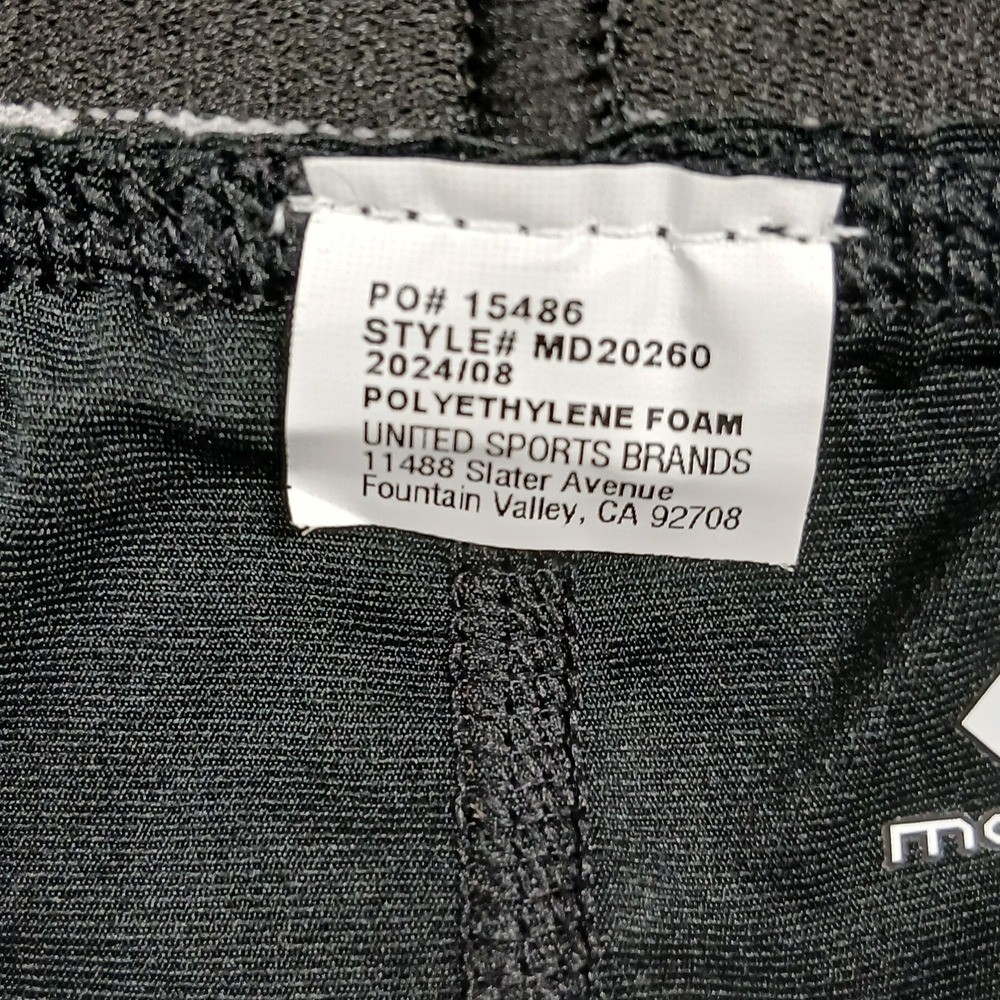 PO# 15486
STYLE# MD20260
2024/08
POLYETHYLENE FOAM
UNITED SPORTS BRANDS
11488 Slater Avenue
Fountain Valley, CA 92708